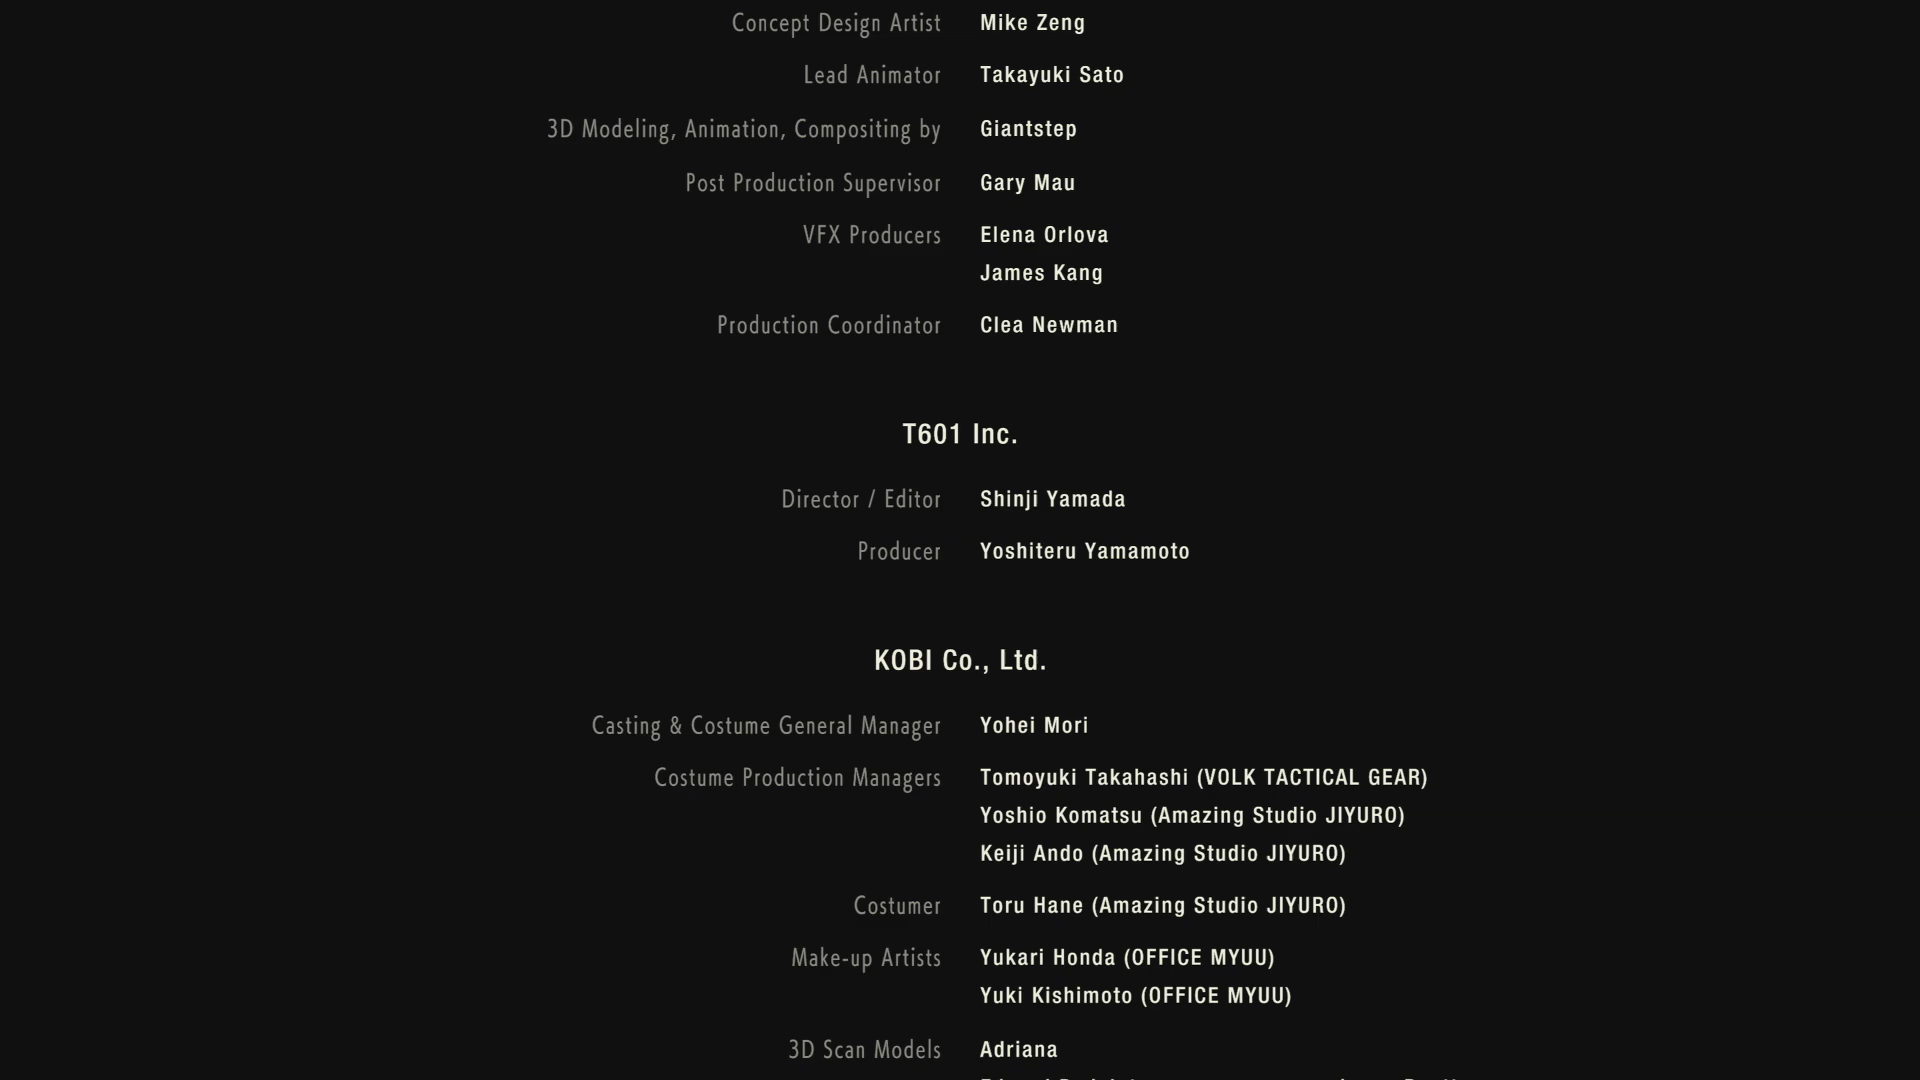 Concept Design Artist Mike Zeng
Lead Animator Takayuki Sato
3D Modeling, Animation, Compositing by Giantstep
Post Production Supervisor Gary Mau
VFX Producers Elena Orlova
James Kang
Production Coordinator Clea Newman
T601 Inc.
Director / Editor Shinji Yamada
Producer Yoshiteru Yamamoto
KOBI Co., Ltd.
Casting & Costume General Manager Yohei Mori
Costume Production Managers Tomoyuki Takahashi (VOLK TACTICAL GEAR)
Yoshio Komatsu (Amazing Studio JIYURO)
Keiji Ando (Amazing Studio JIYURO)
Costumer Toru Hane (Amazing Studio JIYURO)
Make-up Artists Yukari Honda (OFFICE MYUU)
Yuki Kishimoto (OFFICE MYUU)
3D Scan Models Adriana